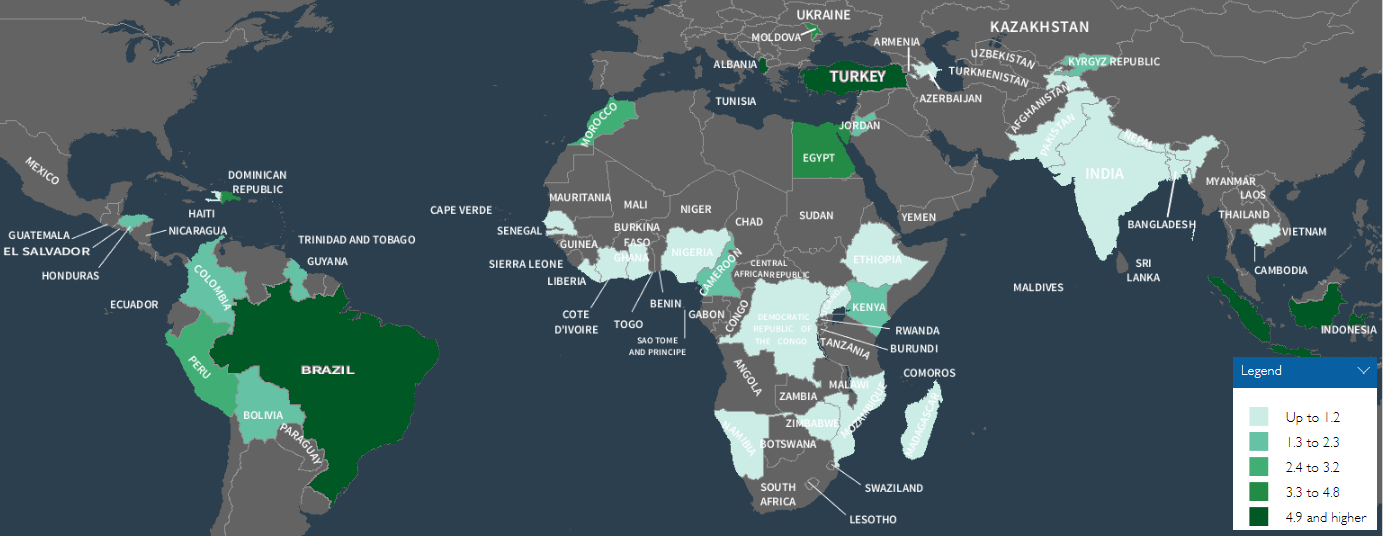 UKRAINE
KAZAKHSTAN
MOLDOVA
ARMENIA
UZBEKISTAN
KYRGYZ REPUBLIC
ALBANIA
TURKEY
TURKMENISTAN
TUNISIA
AZERBAIJAN
AFGHANISTAN
MOROCCO
JORDAN
PAKISTAN
NEPAL
EGYPT
INDIA
MEXICO
DOMINICAN
REPUBLIC
MYANMAR
LAOS
MAURITANIA
MALI
NIGER
CHAD
SUDAN
YEMEN
CAPE VERDE
HAITI
THAILAND
BANGLADESH
SENEGAL
BURKINA
FASO
GUATEMALA
NICARAGUA
VIETNAM
EL SALVADOR
TRINIDAD AND TOBAGO
GUINEA
GHANA
NIGERIA
ETHIOPIA
HONDURAS
GUYANA
SIERRA LEONE
CENTRAL
AFRICAN REPUBLIC
SRI
LANKA
CAMBODIA
LIBERIA
CAMEROON
COLOMBIA
MALDIVES
ECUADOR
BENIN
GABON
CONGO
KENYA
COTE
D'IVOIRE
TOGO
DEMOCRATIC
REPUBLIC OF
THE CONGO
RWANDA
INDONESIA
SAO TOME
AND PRINCIPE
TANZANIA
BURUNDI
PERU
BRAZIL
ANGOLA
MALAWI
COMOROS
ZAMBIA
MOZAMBIQUE
MADAGASCAR
BOLIVIA
ZIMBABWE
NAMIBIA
PARAGUAY
BOTSWANA
SOUTH
AFRICA
SWAZILAND
LESOTHO
Legend
Up to 1.2
1.3 to 2.3
2.4 to 3.2
3.3 to 4.8
4.9 and higher